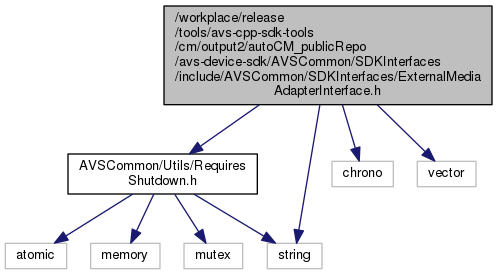 /workplace/release
/tools/avs-cpp-sdk-tools
/cm/output2/autoCM_publicRepo
/avs-device-sdk/AVSCommon/SDKInterfaces
/include/AVSCommon/SDKInterfaces/ExternalMedia
AdapterInterface.h
AVSCommon/Utils/Requires
Shutdown.h
chrono
vector
atomic
memory
mutex
string